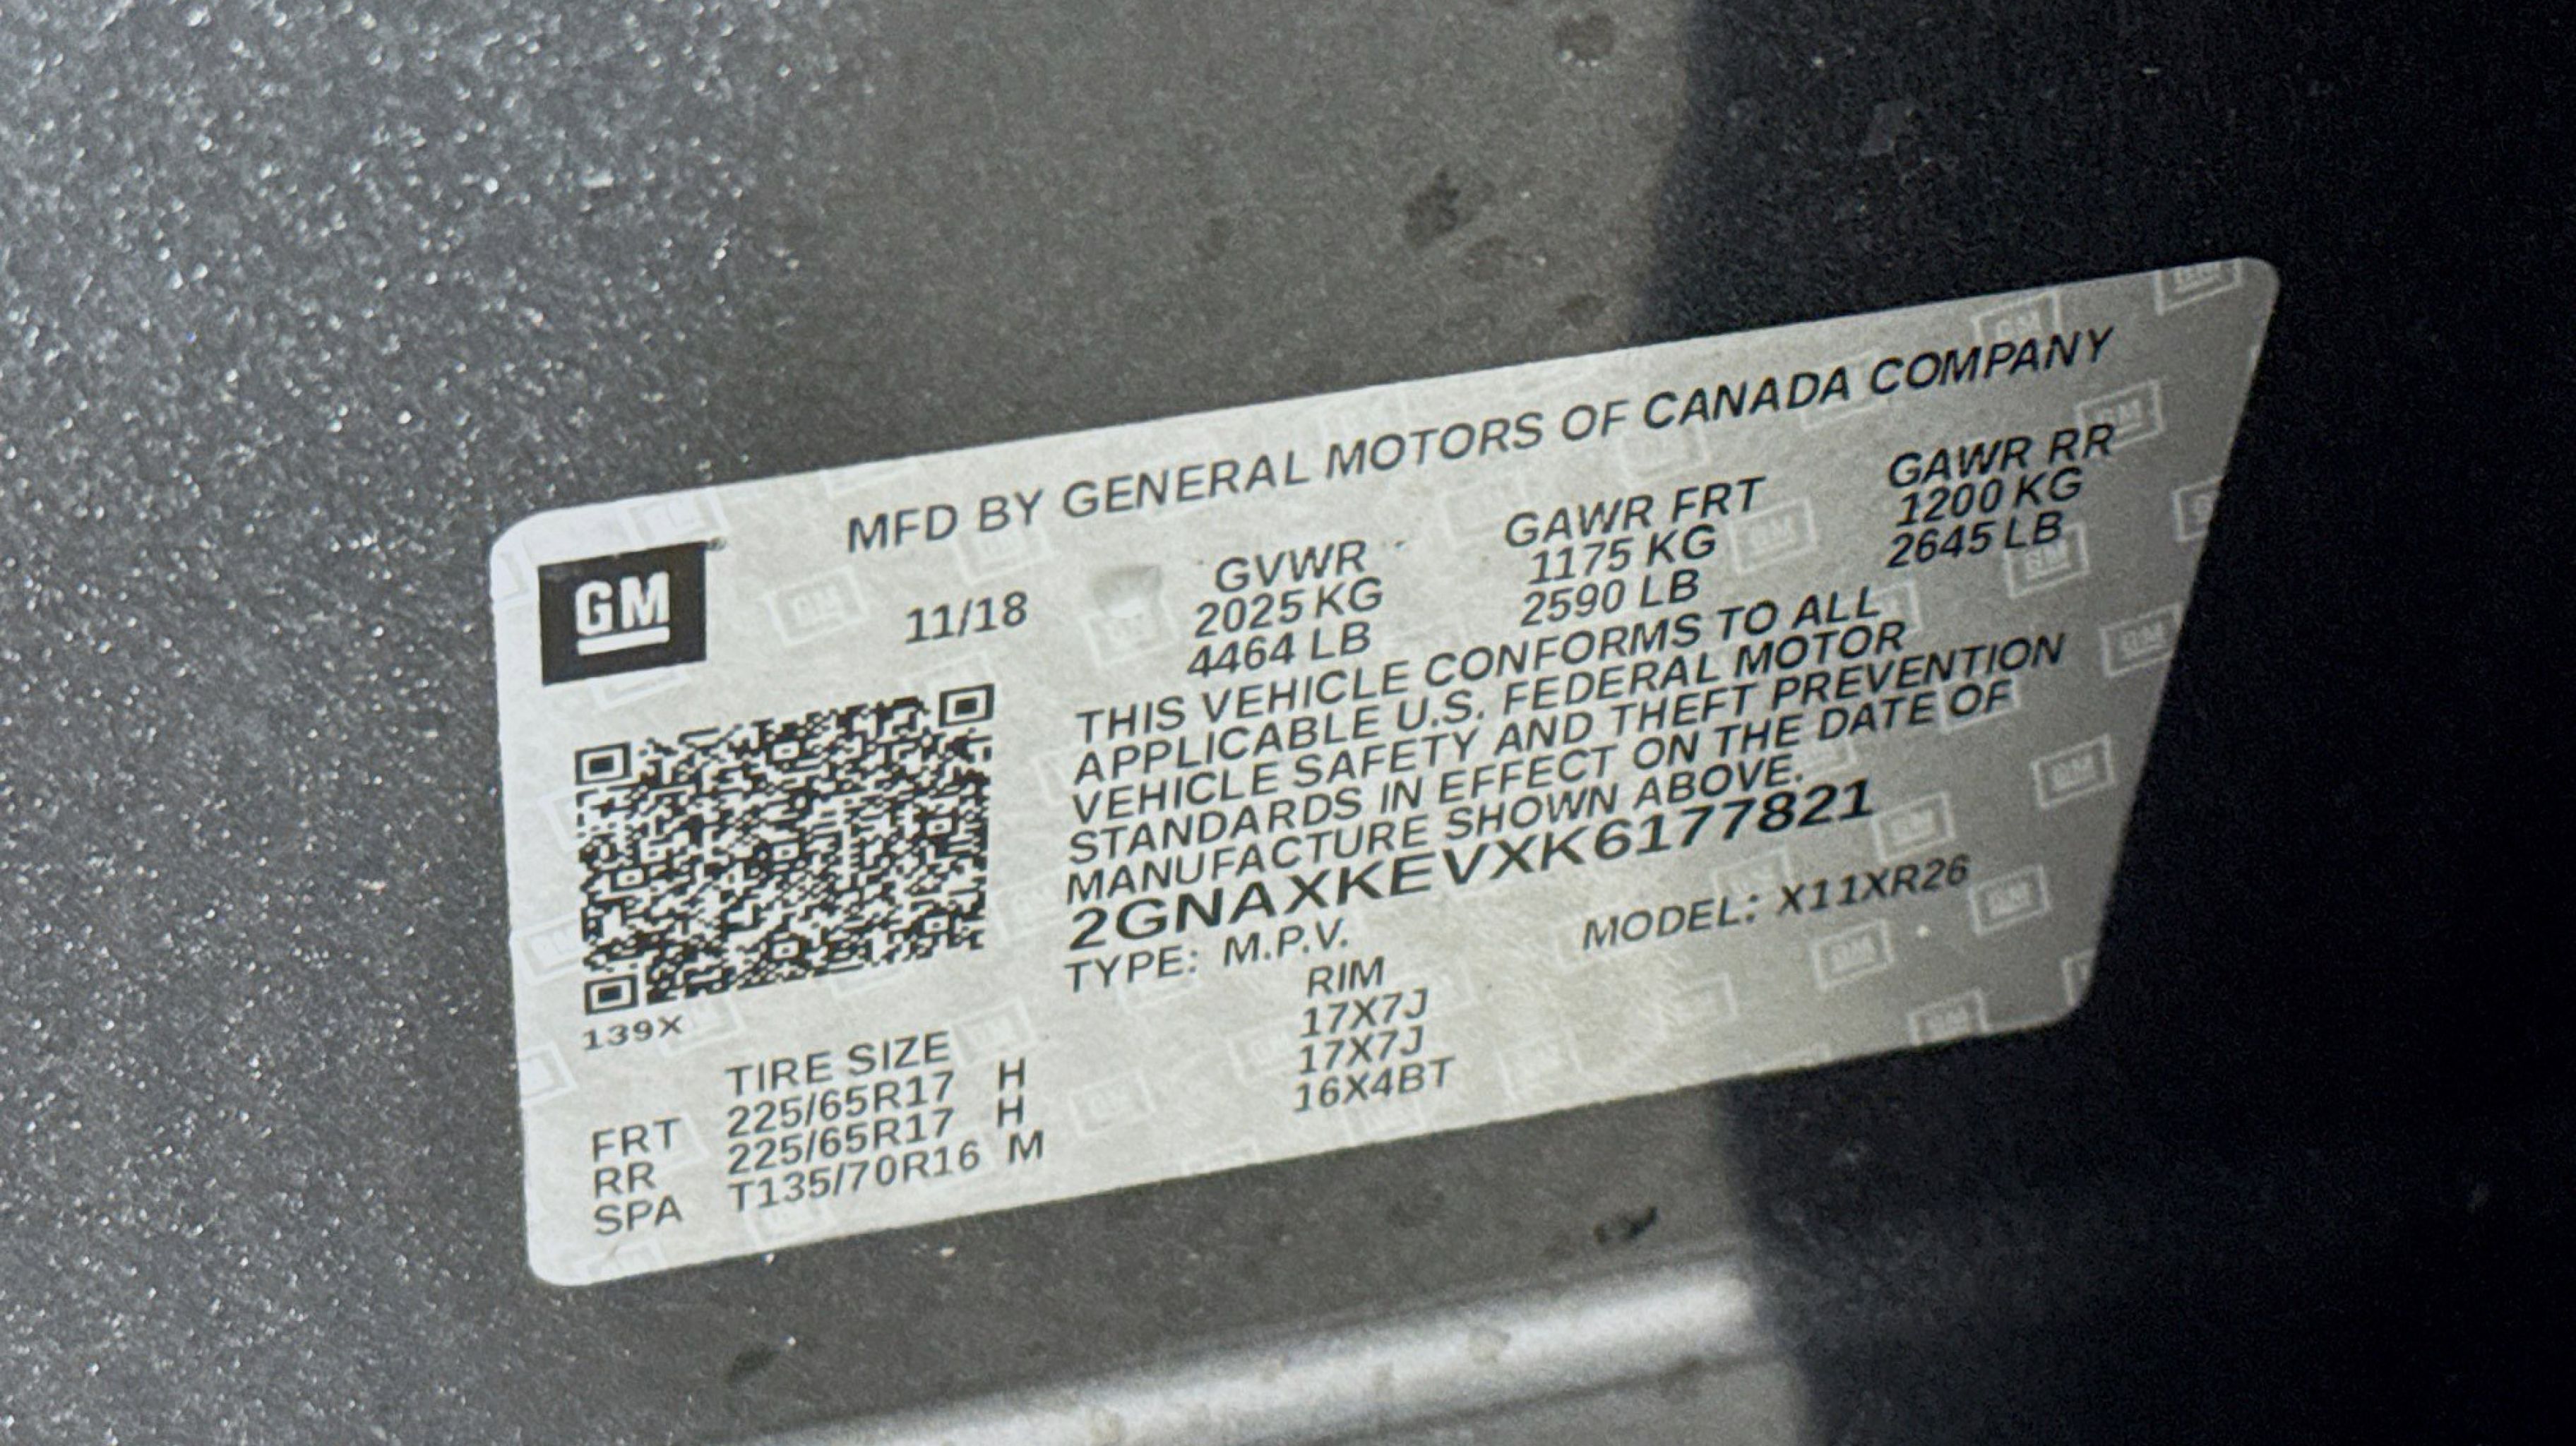 MFD BY GENERAL MOTORS OF CANADA COMPANY
GM
11/18
GVWR GAWR FRT GAWR RR
2025 KG 1175 KG 1200 KG
4464 LB 2590 LB 2645 LB
THIS VEHICLE CONFORMS TO ALL
APPLICABLE U.S. FEDERAL MOTOR
VEHICLE SAFETY AND THEFT PREVENTION
STANDARDS IN EFFECT ON THE DATE OF
MANUFACTURE SHOWN ABOVE.
2GNAXKEVXK6177821
TYPE: M.P.V. MODEL: X11XR26
139X
TIRE SIZE RIM
FRT 225/65R17 H 17X7J
RR 225/65R17 H 17X7J
SPA T135/70R16 M 16X4BT